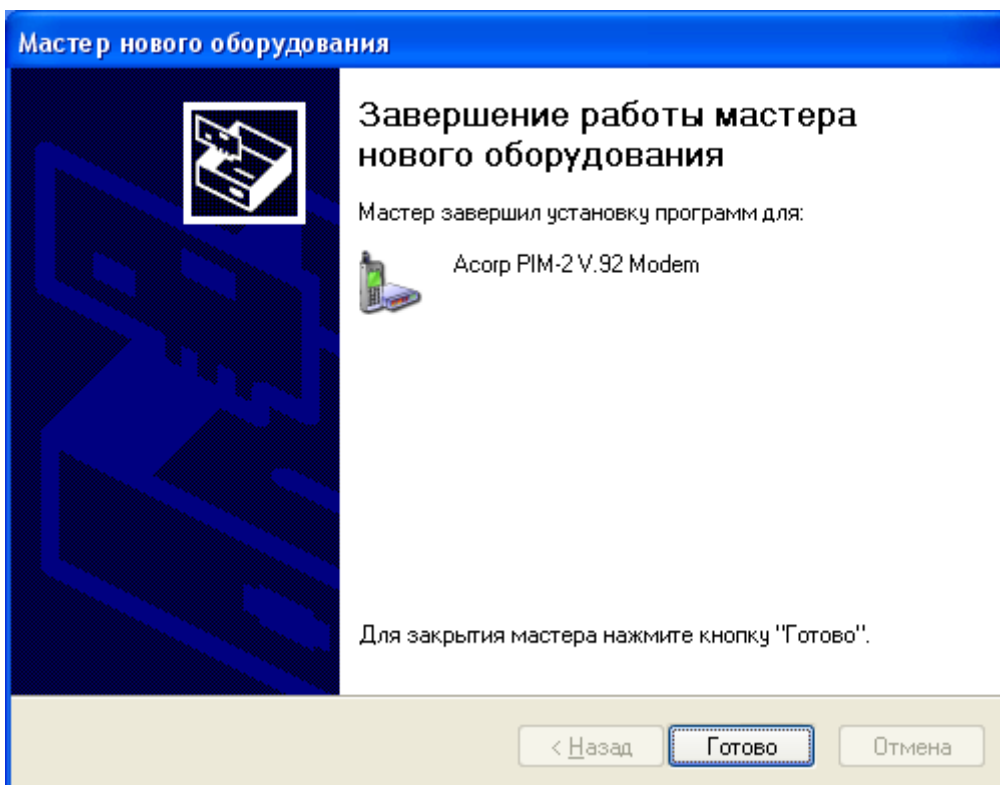 Мастер нового оборудования
Завершение работы мастера
нового оборудования
Мастер завершил установку программ для:
Acorp PIM-2 V.92 Modem
Для закрытия мастера нажмите кнопку "Готово".
< Назад Готово Отмена